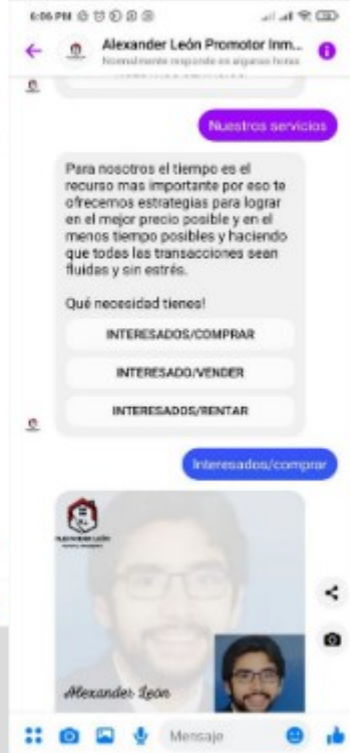 6:06 PM
Alexander León Promotor Inm...
Normalmente responde en algunas horas
Nuestros servicios
Para nosotros el tiempo es el
recurso mas importante por eso te
ofrecemos estrategias para lograr
en el mejor precio posible y en el
menos tiempo posibles y haciendo
que todas las transacciones sean
fluidas y sin estrés.
Qué necesidad tienes!
INTERESADOS/COMPRAR
INTERESADO/VENDER
INTERESADOS/RENTAR
Interesados/comprar
ALEXANDER LEÓN
Alexander León
Mensaje